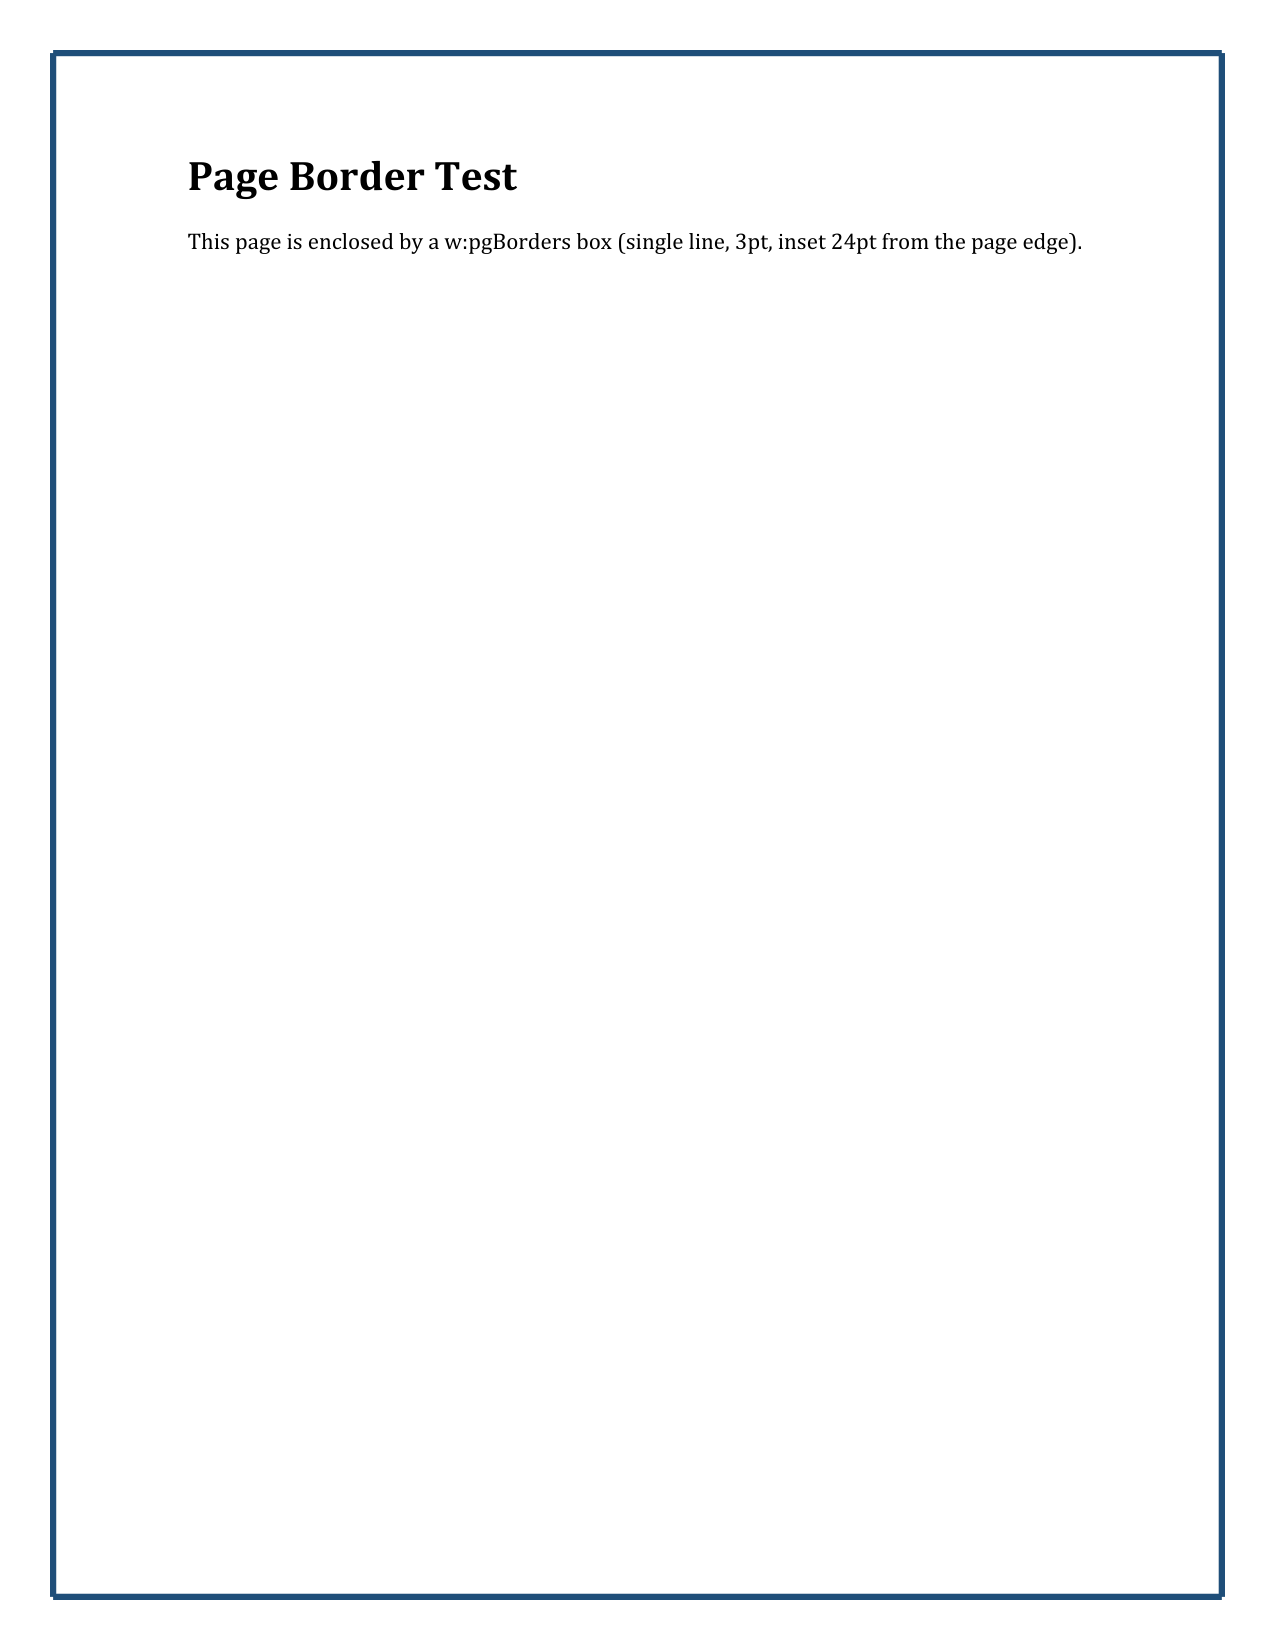 Page Border Test
This page is enclosed by a w:pgBorders box (single line, 3pt, inset 24pt from the page edge).